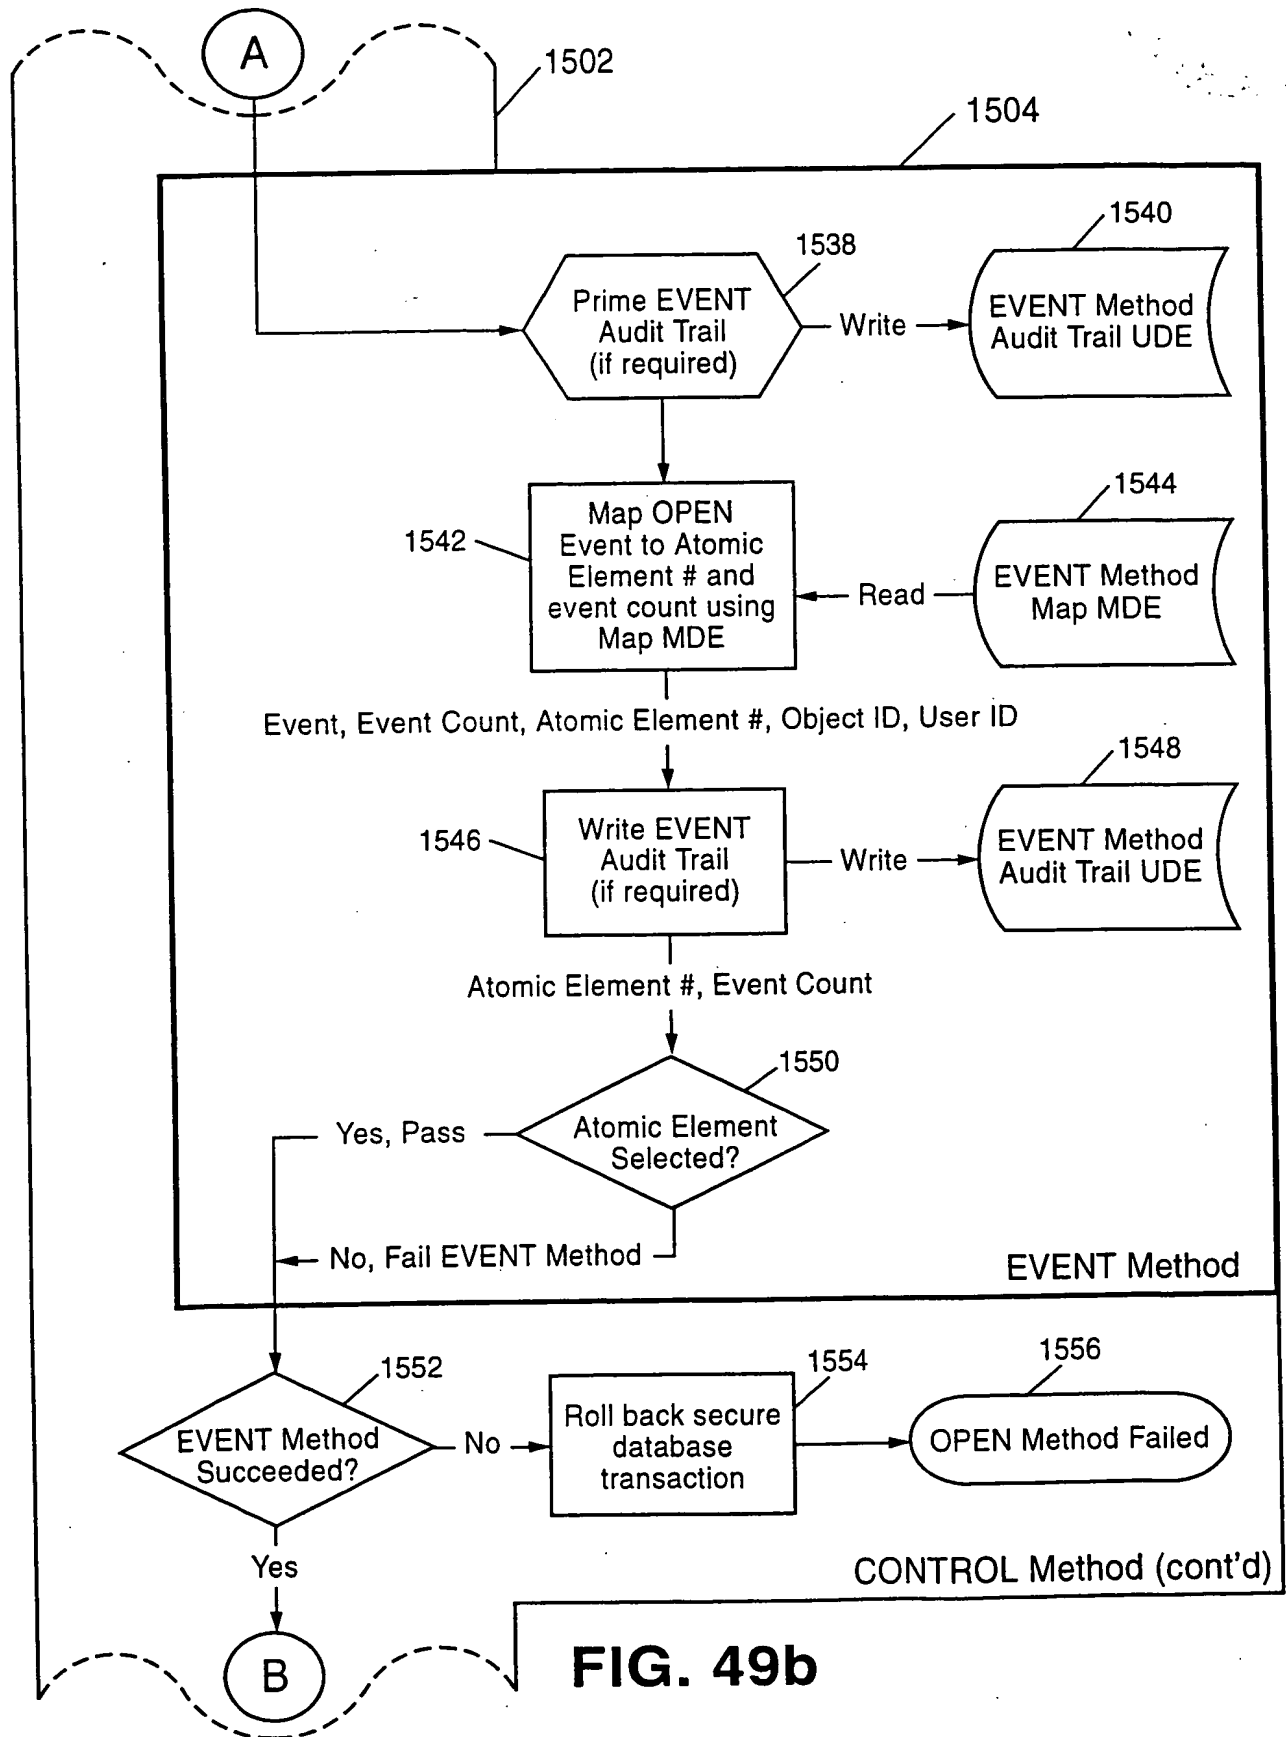 A
1502
1504
1538
1540
Prime EVENT
Audit Trail
(if required)
Write
EVENT Method
Audit Trail UDE
1542
Map OPEN
Event to Atomic
Element # and
event count using
Map MDE
Read
1544
EVENT Method
Map MDE
Event, Event Count, Atomic Element #, Object ID, User ID
1546
Write EVENT
Audit Trail
(if required)
Write
1548
EVENT Method
Audit Trail UDE
Atomic Element #, Event Count
1550
Atomic Element
Selected?
Yes, Pass
No, Fail EVENT Method
EVENT Method
1552
EVENT Method
Succeeded?
No
1554
Roll back secure
database
transaction
1556
OPEN Method Failed
Yes
CONTROL Method (cont'd)
B
FIG. 49b